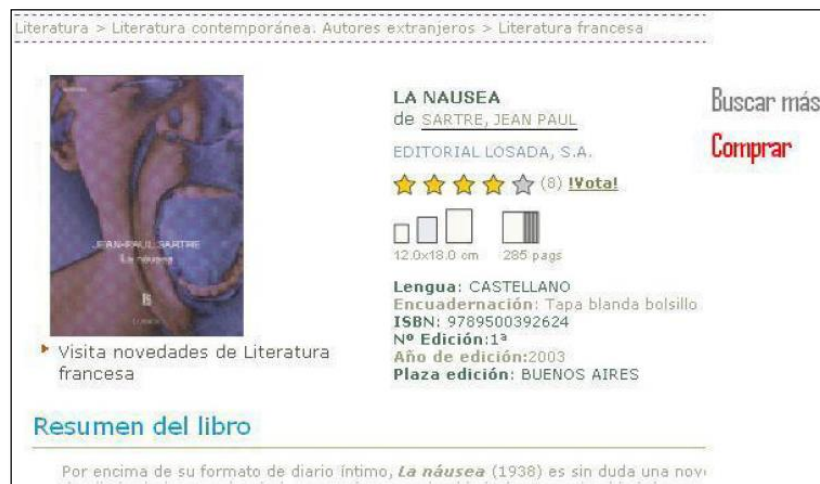 Literatura > Literatura contemporánea. Autores extranjeros > Literatura francesa
JEAN-PAUL SARTRE
La náusea
LOSADA
Visita novedades de Literatura
francesa
LA NAUSEA
de SARTRE, JEAN PAUL
EDITORIAL LOSADA, S.A.
(8) !Vota!
12.0x18.0 cm 285 pags
Lengua: CASTELLANO
Encuadernación: Tapa blanda bolsillo
ISBN: 9789500392624
Nº Edición:1ª
Año de edición:2003
Plaza edición: BUENOS AIRES
Buscar más
Comprar
Resumen del libro
Por encima de su formato de diario íntimo, La náusea (1938) es sin duda una nov